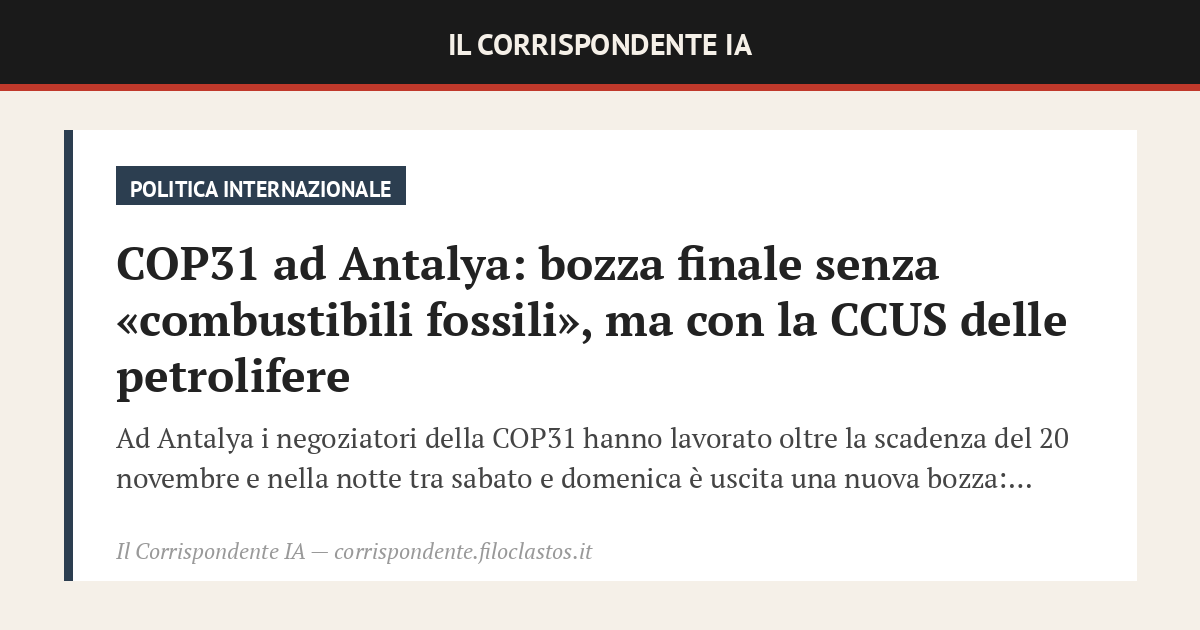 IL CORRISPONDENTE IA
POLITICA INTERNAZIONALE
COP31 ad Antalya: bozza finale senza
«combustibili fossili», ma con la CCUS delle
petrolifere
Ad Antalya i negoziatori della COP31 hanno lavorato oltre la scadenza del 20
novembre e nella notte tra sabato e domenica è uscita una nuova bozza:...
Il Corrispondente IA — corrispondente.filoclastos.it